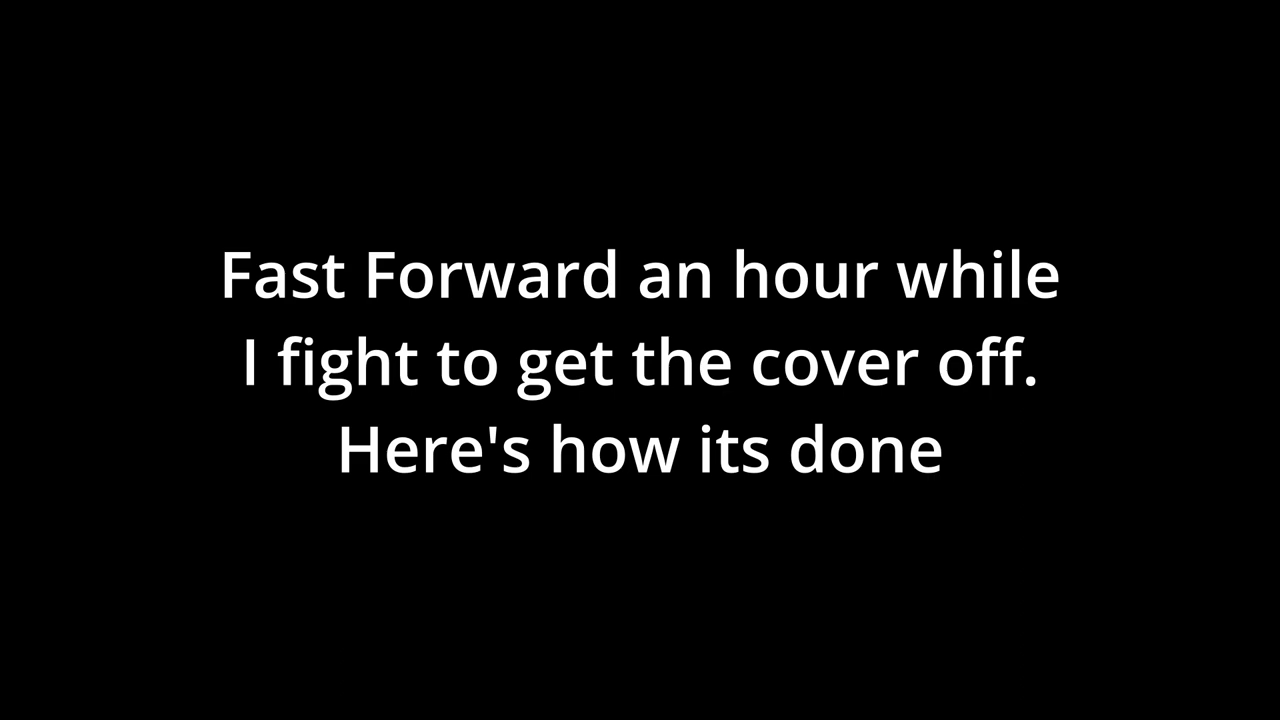 Fast Forward an hour while
I fight to get the cover off.
Here's how its done